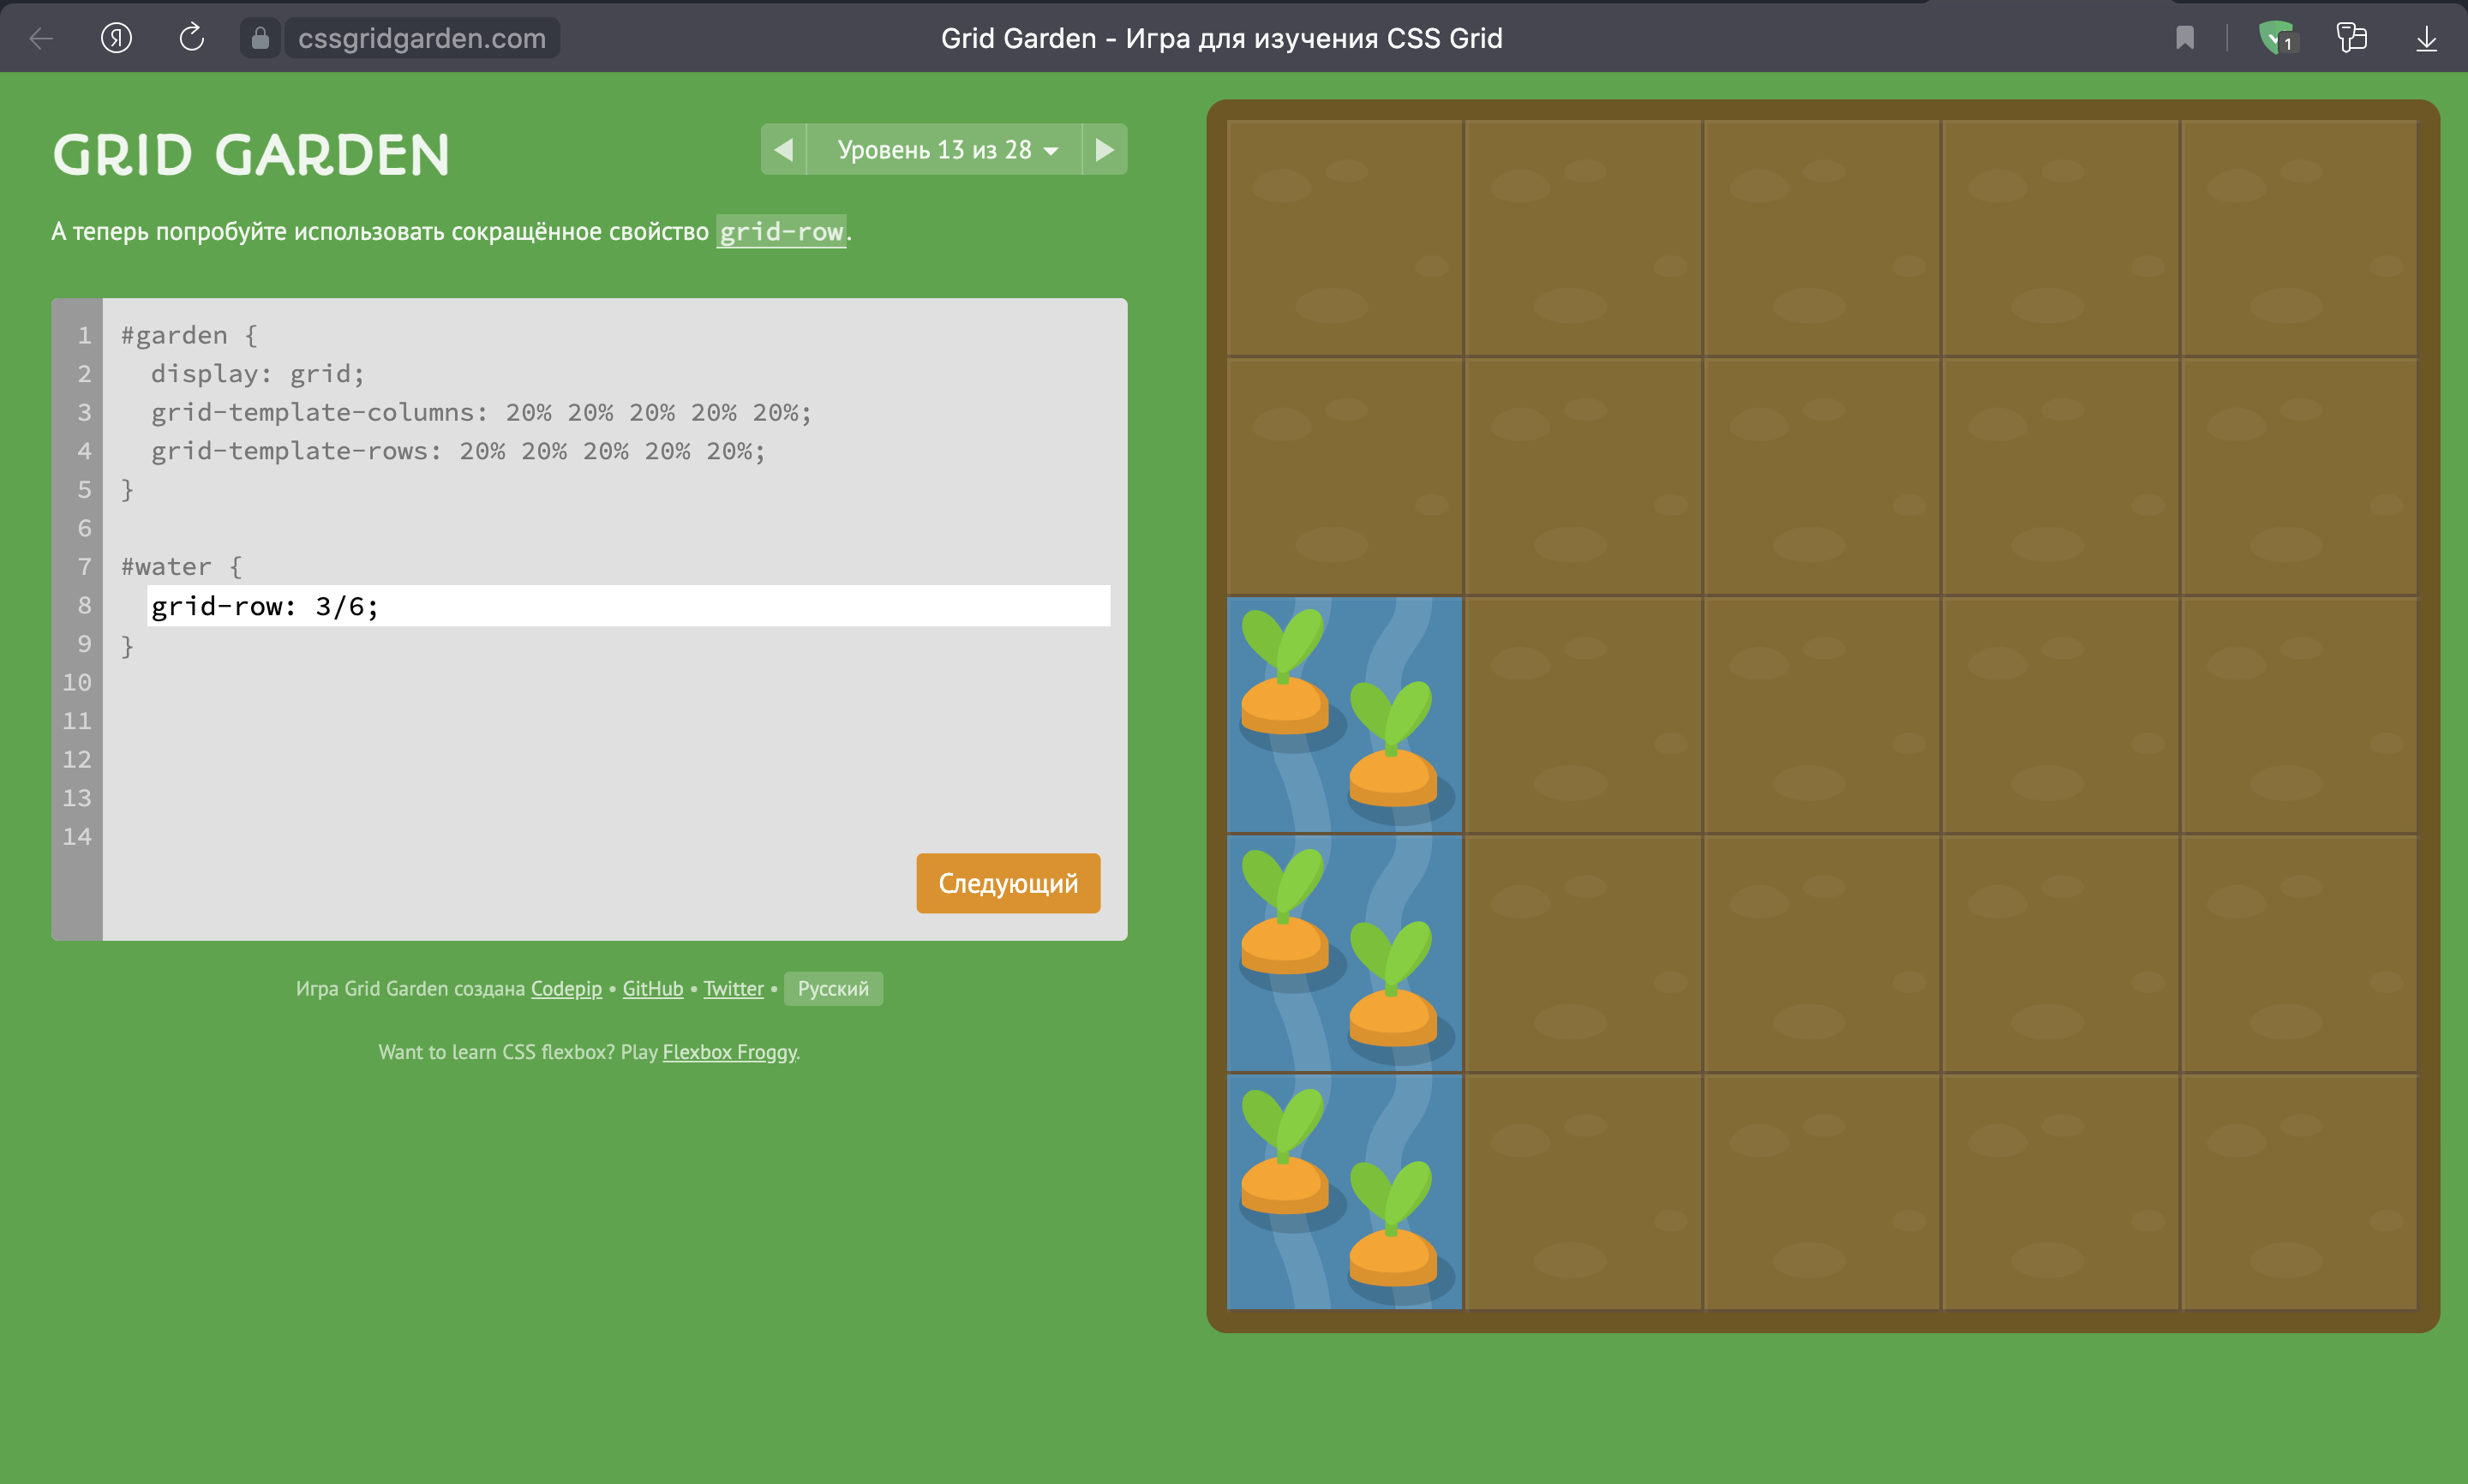 cssgridgarden.com
Grid Garden - Игра для изучения CSS Grid
1
GRID GARDEN
Уровень 13 из 28
А теперь попробуйте использовать сокращённое свойство grid-row.
1 #garden {
2 display: grid;
3 grid-template-columns: 20% 20% 20% 20% 20%;
4 grid-template-rows: 20% 20% 20% 20% 20%;
5 }
6
7 #water {
8 grid-row: 3/6;
9 }
10
11
12
13
14
Следующий
Игра Grid Garden создана Codepip • GitHub • Twitter • Русский
Want to learn CSS flexbox? Play Flexbox Froggy.